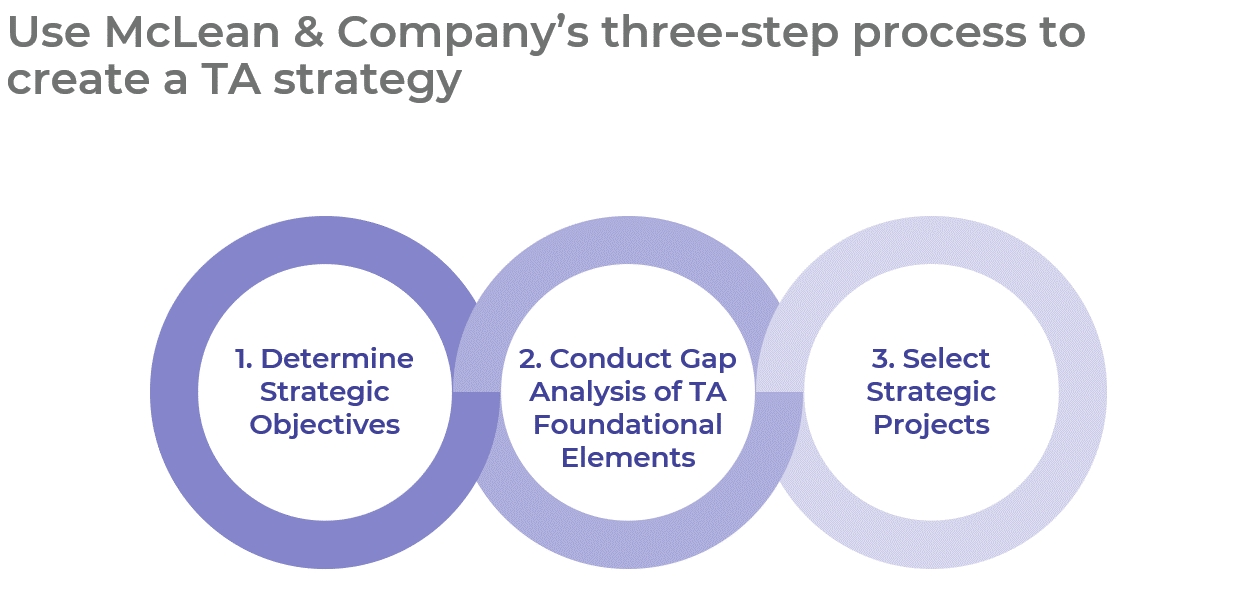 Use McLean & Company’s three-step process to
create a TA strategy
1. Determine
Strategic
Objectives
2. Conduct Gap
Analysis of TA
Foundational
Elements
3. Select
Strategic
Projects